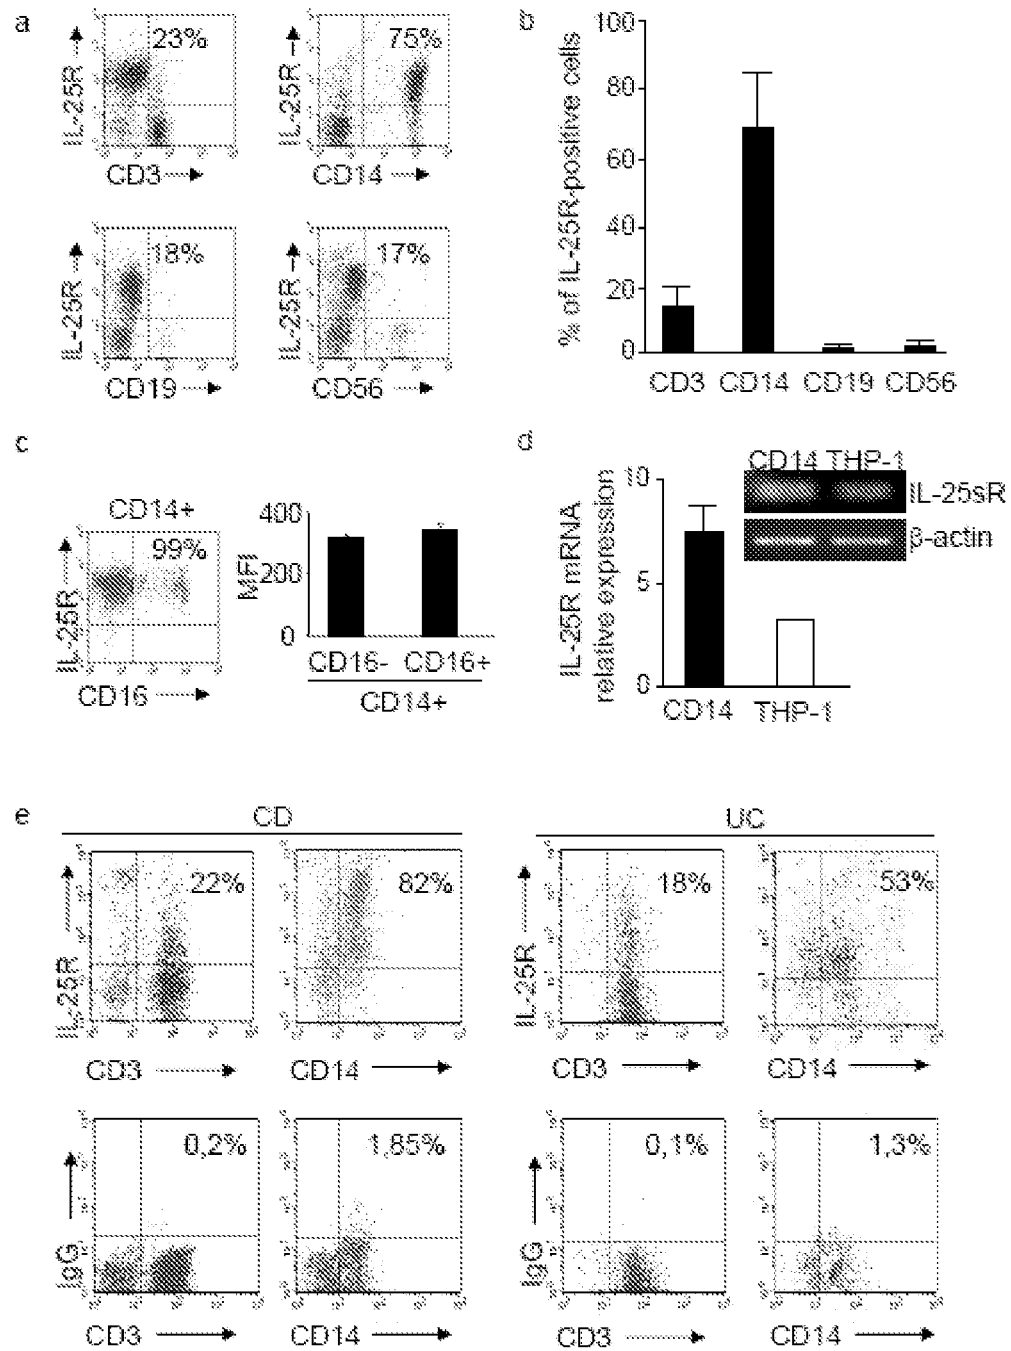 a
IL-25R
23%
CD3
IL-25R
75%
CD14
IL-25R
18%
CD19
IL-25R
17%
CD56
b
% of IL-25R-positive cells
100
80
60
40
20
0
CD3 CD14 CD19 CD56
c
CD14+
IL-25R
99%
CD16
MFI
400
200
0
CD16- CD16+
CD14+
d
IL-25R mRNA
relative expression
10
5
0
CD14 THP-1
CD14 THP-1
IL-25sR
β-actin
e
CD
IL-25R
22%
CD3
82%
CD14
IgG
0,2%
CD3
1,85%
CD14
UC
IL-25R
18%
CD3
53%
CD14
IgG
0,1%
CD3
1,3%
CD14